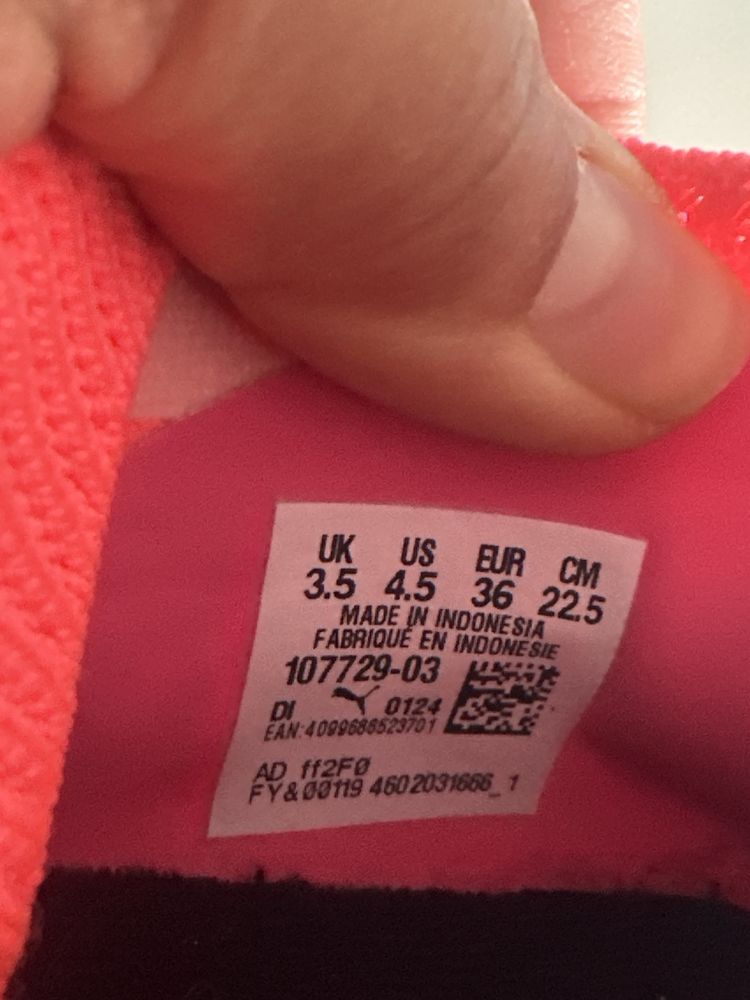 UK US EUR CM
3.5 4.5 36 22.5
MADE IN INDONESIA
FABRIQUÉ EN INDONESIE
107729-03
DI 0124
EAN:4099686523701
AD ff2F0
FY&00119 4602031666_1